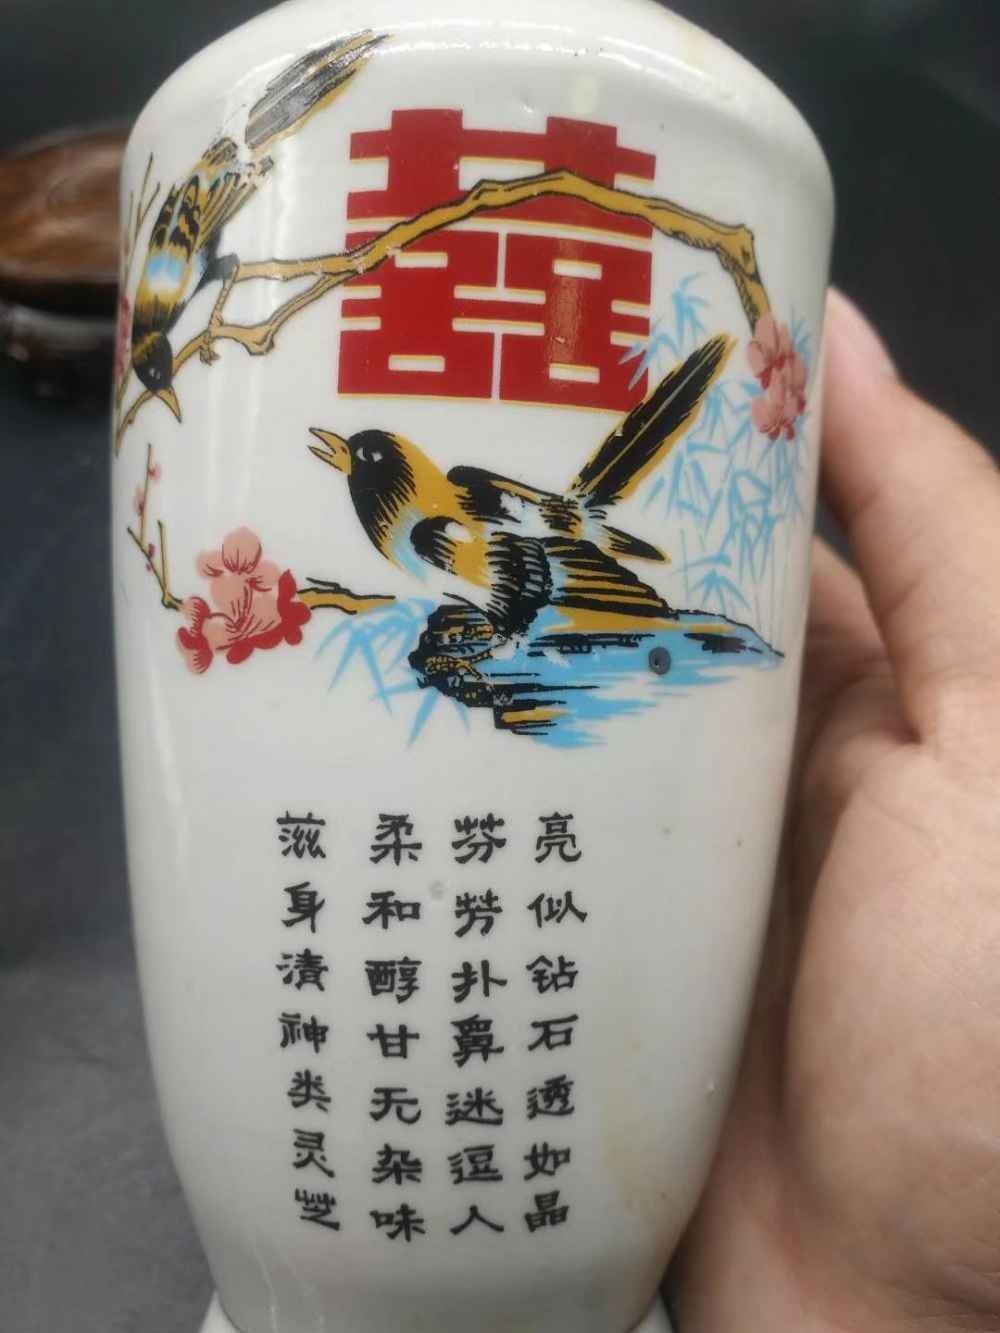 囍
亮似钻石透如晶
芬芳扑鼻迷逗人
柔和醇甘无杂味
滋身清神类灵芝